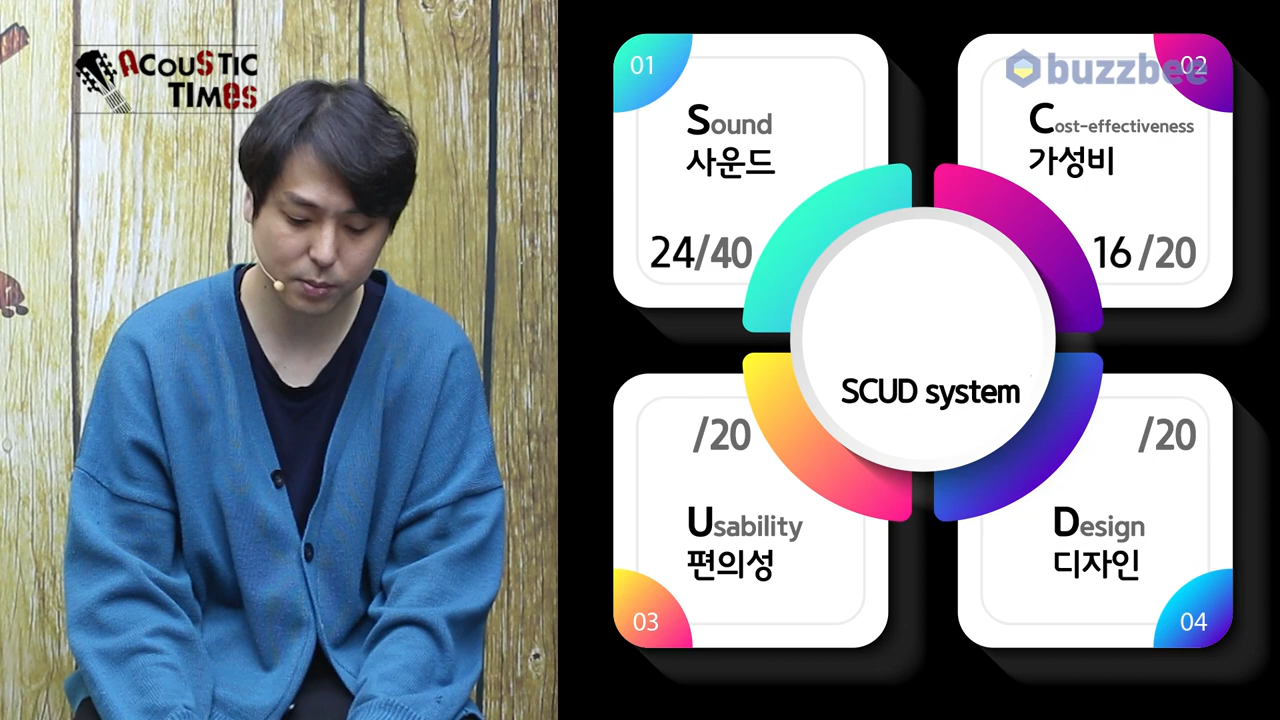 ACOUSTIC
TIMES
01
Sound
사운드
24/40
buzzbee
02
Cost-effectiveness
가성비
16/20
SCUD system
/20
Usability
편의성
03
/20
Design
디자인
04